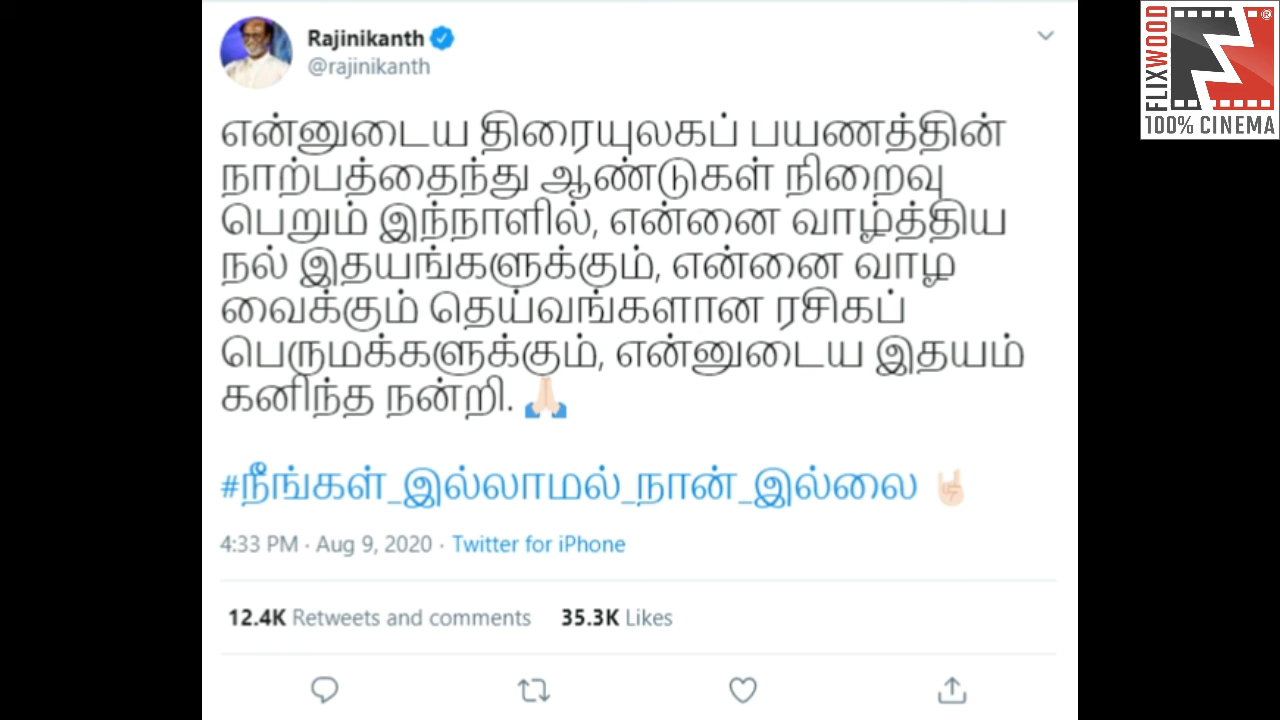 Rajinikanth
@rajinikanth
என்னுடைய திரையுலகப் பயணத்தின்
நாற்பத்தைந்து ஆண்டுகள் நிறைவு
பெறும் இந்நாளில், என்னை வாழ்த்திய
நல் இதயங்களுக்கும், என்னை வாழ
வைக்கும் தெய்வங்களான ரசிகப்
பெருமக்களுக்கும், என்னுடைய இதயம்
கனிந்த நன்றி. 🙏🏻
#நீங்கள்_இல்லாமல்_நான்_இல்லை 🤘🏻
4:33 PM · Aug 9, 2020 · Twitter for iPhone
12.4K Retweets and comments 35.3K Likes
FLIXWOOD ®
100% CINEMA